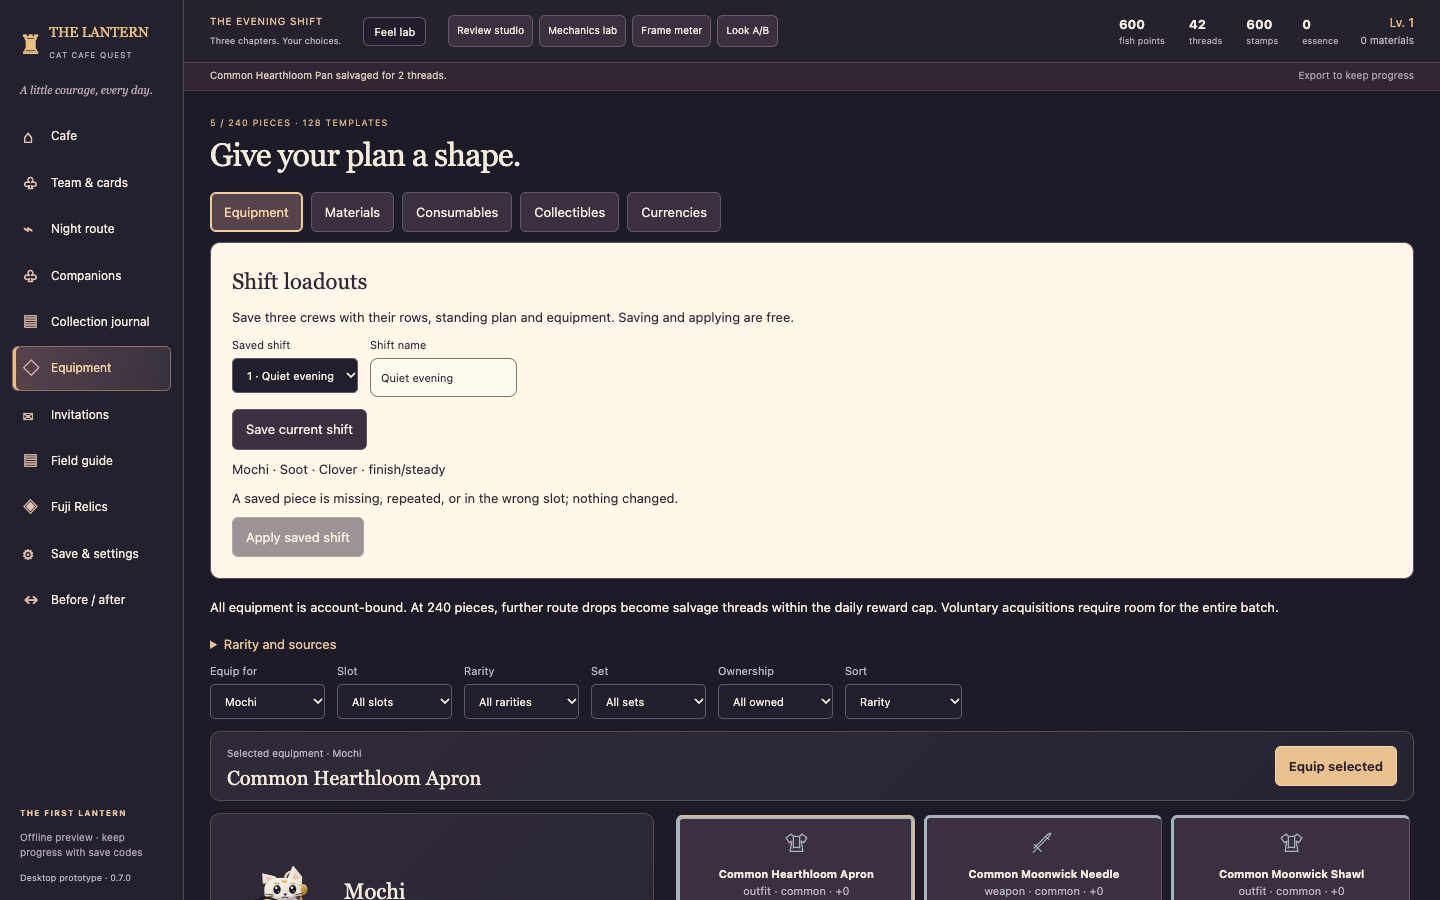 THE LANTERN
CAT CAFE QUEST
A little courage, every day.
Cafe
Team & cards
Night route
Companions
Collection journal
Equipment
Invitations
Field guide
Fuji Relics
Save & settings
Before / after
THE FIRST LANTERN
Offline preview · keep
progress with save codes
Desktop prototype · 0.7.0
THE EVENING SHIFT
Three chapters. Your choices.
Feel lab
Review studio
Mechanics lab
Frame meter
Look A/B
600
fish points
42
threads
600
stamps
0
essence
Lv. 1
0 materials
Common Hearthloom Pan salvaged for 2 threads.
Export to keep progress
5 / 240 PIECES · 128 TEMPLATES
Give your plan a shape.
Equipment
Materials
Consumables
Collectibles
Currencies
Shift loadouts
Save three crews with their rows, standing plan and equipment. Saving and applying are free.
Saved shift
Shift name
1 · Quiet evening
Quiet evening
Save current shift
Mochi · Soot · Clover · finish/steady
A saved piece is missing, repeated, or in the wrong slot; nothing changed.
Apply saved shift
All equipment is account-bound. At 240 pieces, further route drops become salvage threads within the daily reward cap. Voluntary acquisitions require room for the entire batch.
Rarity and sources
Equip for
Slot
Rarity
Set
Ownership
Sort
Mochi
All slots
All rarities
All sets
All owned
Rarity
Selected equipment · Mochi
Common Hearthloom Apron
Equip selected
Mochi
Common Hearthloom Apron
outfit · common · +0
Common Moonwick Needle
weapon · common · +0
Common Moonwick Shawl
outfit · common · +0